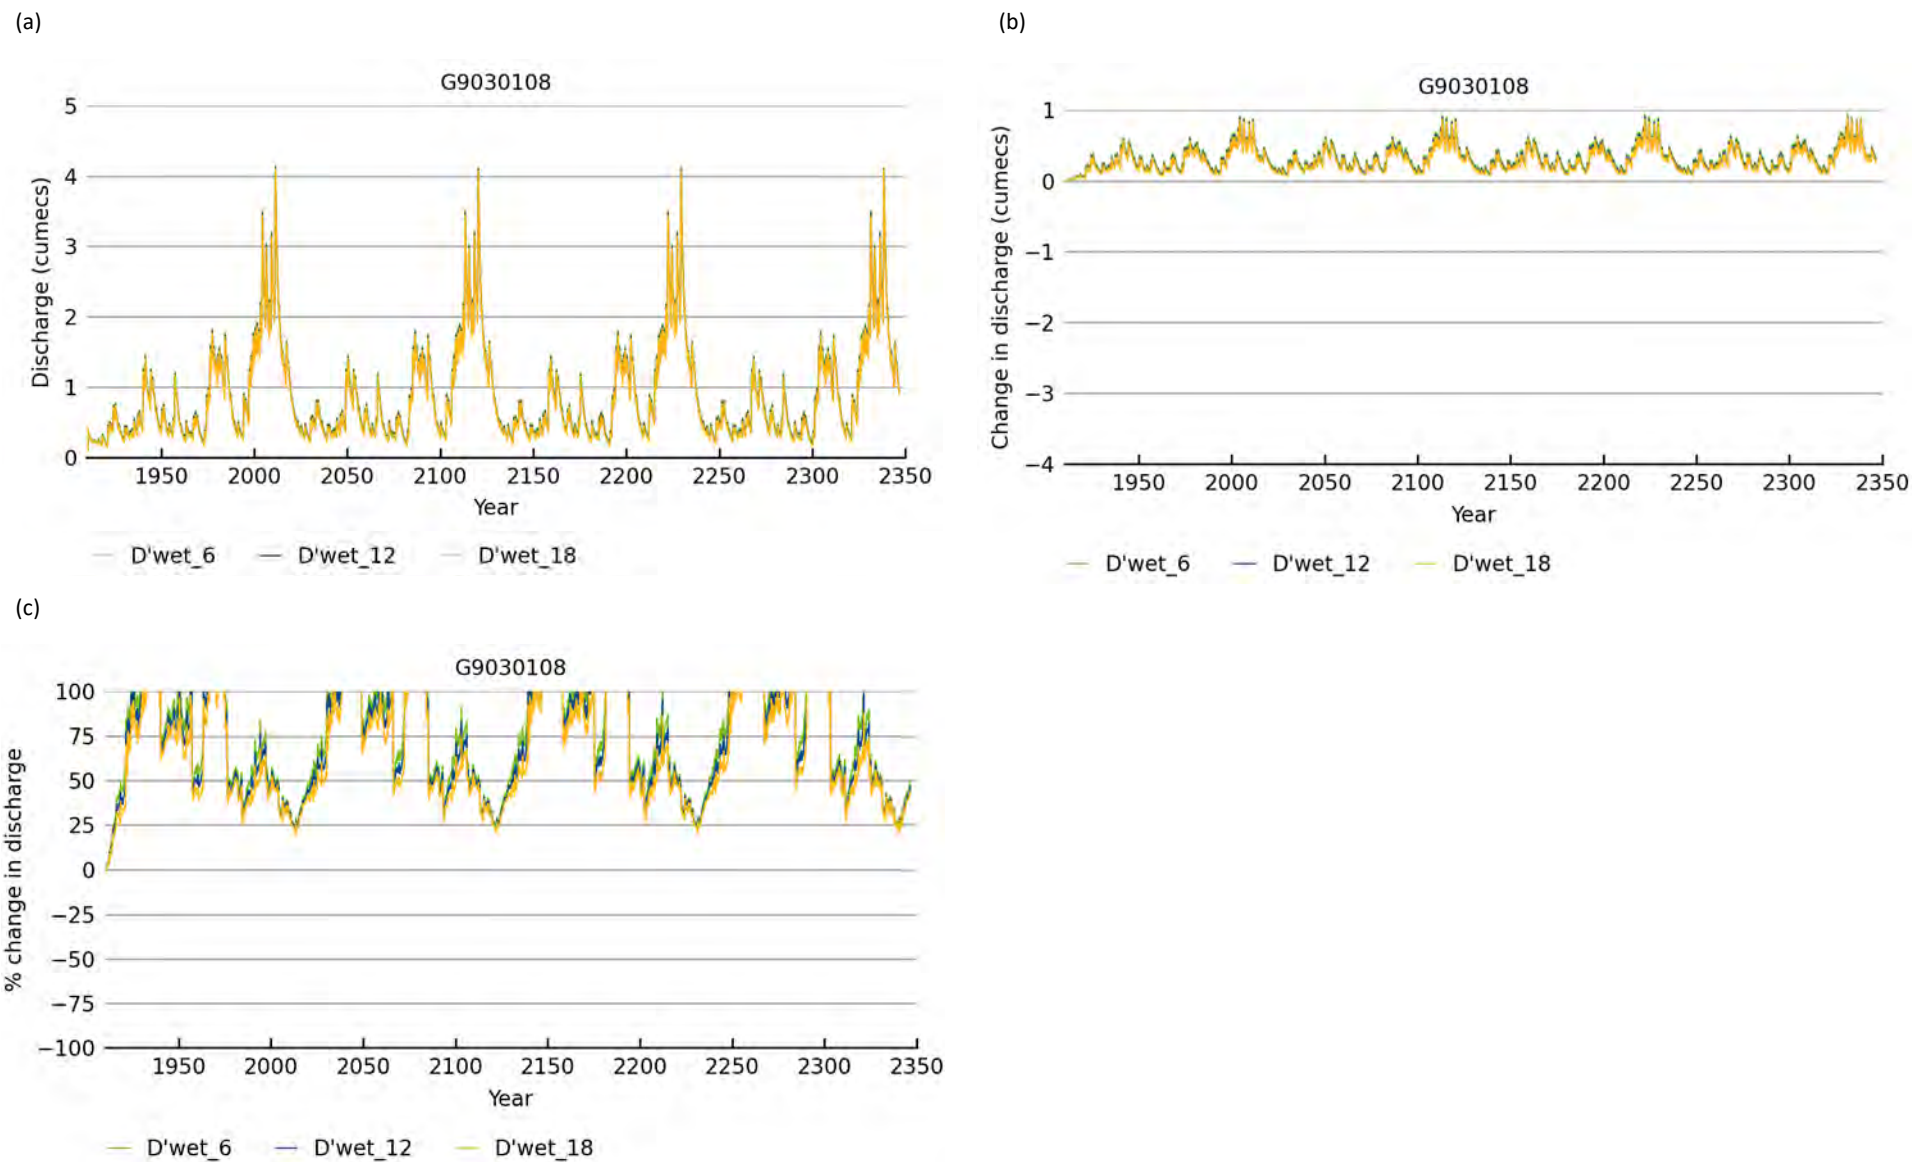 (a)
G9030108
5
4
3
2
1
0
Discharge (cumecs)
1950 2000 2050 2100 2150 2200 2250 2300 2350
Year
D'wet_6 D'wet_12 D'wet_18
(b)
G9030108
1
0
−1
−2
−3
−4
Change in discharge (cumecs)
1950 2000 2050 2100 2150 2200 2250 2300 2350
Year
D'wet_6 D'wet_12 D'wet_18
(c)
G9030108
100
75
50
25
0
−25
−50
−75
−100
% change in discharge
1950 2000 2050 2100 2150 2200 2250 2300 2350
Year
D'wet_6 D'wet_12 D'wet_18